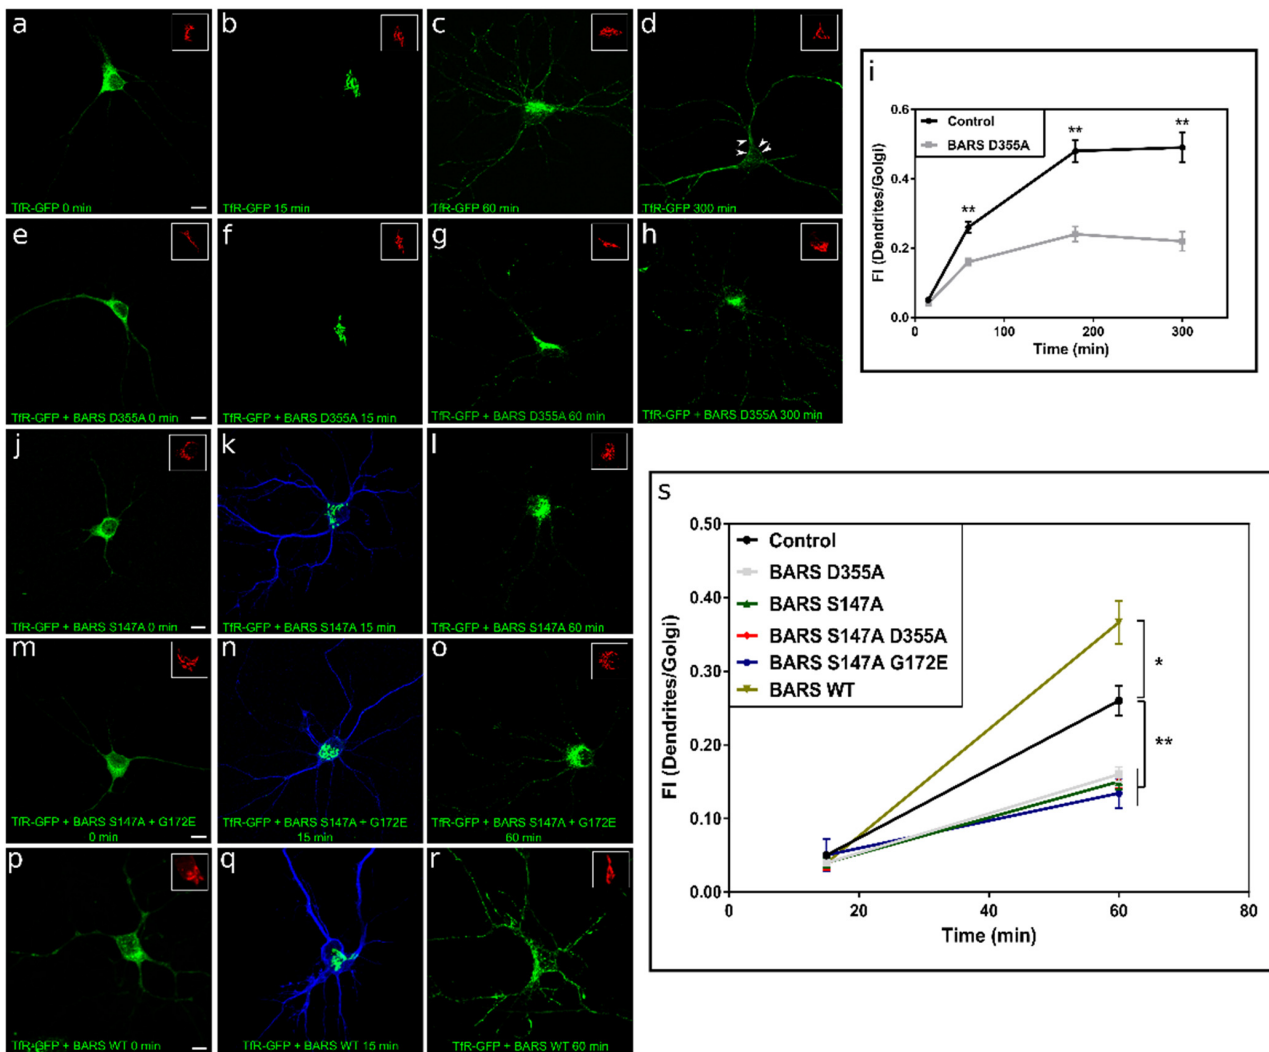 a
b
c
d
TfR-GFP 0 min
TfR-GFP 15 min
TfR-GFP 60 min
TfR-GFP 300 min
i
0.6
0.4
0.2
0.0
FI (Dendrites/Golgi)
Control
BARS D355A
**
**
**
0
100
200
300
Time (min)
e
f
g
h
TfR-GFP + BARS D355A 0 min
TfR-GFP + BARS D355A 15 min
TfR-GFP + BARS D355A 60 min
TfR-GFP + BARS D355A 300 min
j
k
l
TfR-GFP + BARS S147A 0 min
TfR-GFP + BARS S147A 15 min
TfR-GFP + BARS S147A 60 min
m
n
o
TfR-GFP + BARS S147A + G172E
0 min
TfR-GFP + BARS S147A + G172E
15 min
TfR-GFP + BARS S147A + G172E
60 min
p
q
r
TfR-GFP + BARS WT 0 min
TfR-GFP + BARS WT 15 min
TfR-GFP + BARS WT 60 min
s
0.50
0.40
0.30
0.20
0.10
0.00
FI (Dendrites/Golgi)
Control
BARS D355A
BARS S147A
BARS S147A D355A
BARS S147A G172E
BARS WT
*
**
0
20
40
60
80
Time (min)